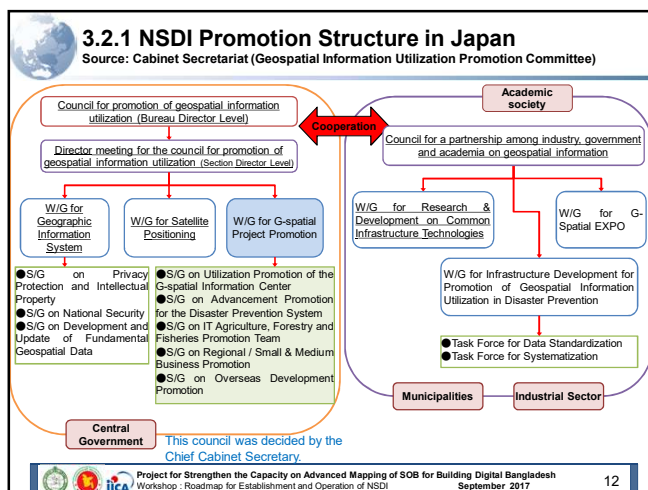 3.2.1 NSDI Promotion Structure in Japan
Source: Cabinet Secretariat (Geospatial Information Utilization Promotion Committee)
Council for promotion of geospatial information
utilization (Bureau Director Level)
Director meeting for the council for promotion of
geospatial information utilization (Section Director Level)
W/G for
Geographic
Information
System
W/G for Satellite
Positioning
W/G for G-spatial
Project Promotion
●S/G on Privacy
Protection and Intellectual
Property
●S/G on National Security
●S/G on Development and
Update of Fundamental
Geospatial Data
●S/G on Utilization Promotion of the
G-spatial Information Center
●S/G on Advancement Promotion
for the Disaster Prevention System
●S/G on IT Agriculture, Forestry and
Fisheries Promotion Team
●S/G on Regional / Small & Medium
Business Promotion
●S/G on Overseas Development
Promotion
Central
Government
This council was decided by the
Chief Cabinet Secretary.
Cooperation
Academic
society
Council for a partnership among industry, government
and academia on geospatial information
W/G for Research &
Development on Common
Infrastructure Technologies
W/G for G-
Spatial EXPO
W/G for Infrastructure Development for
Promotion of Geospatial Information
Utilization in Disaster Prevention
●Task Force for Data Standardization
●Task Force for Systematization
Municipalities
Industrial Sector
jICA
Project for Strengthen the Capacity on Advanced Mapping of SOB for Building Digital Bangladesh
Workshop : Roadmap for Establishment and Operation of NSDI September 2017
12